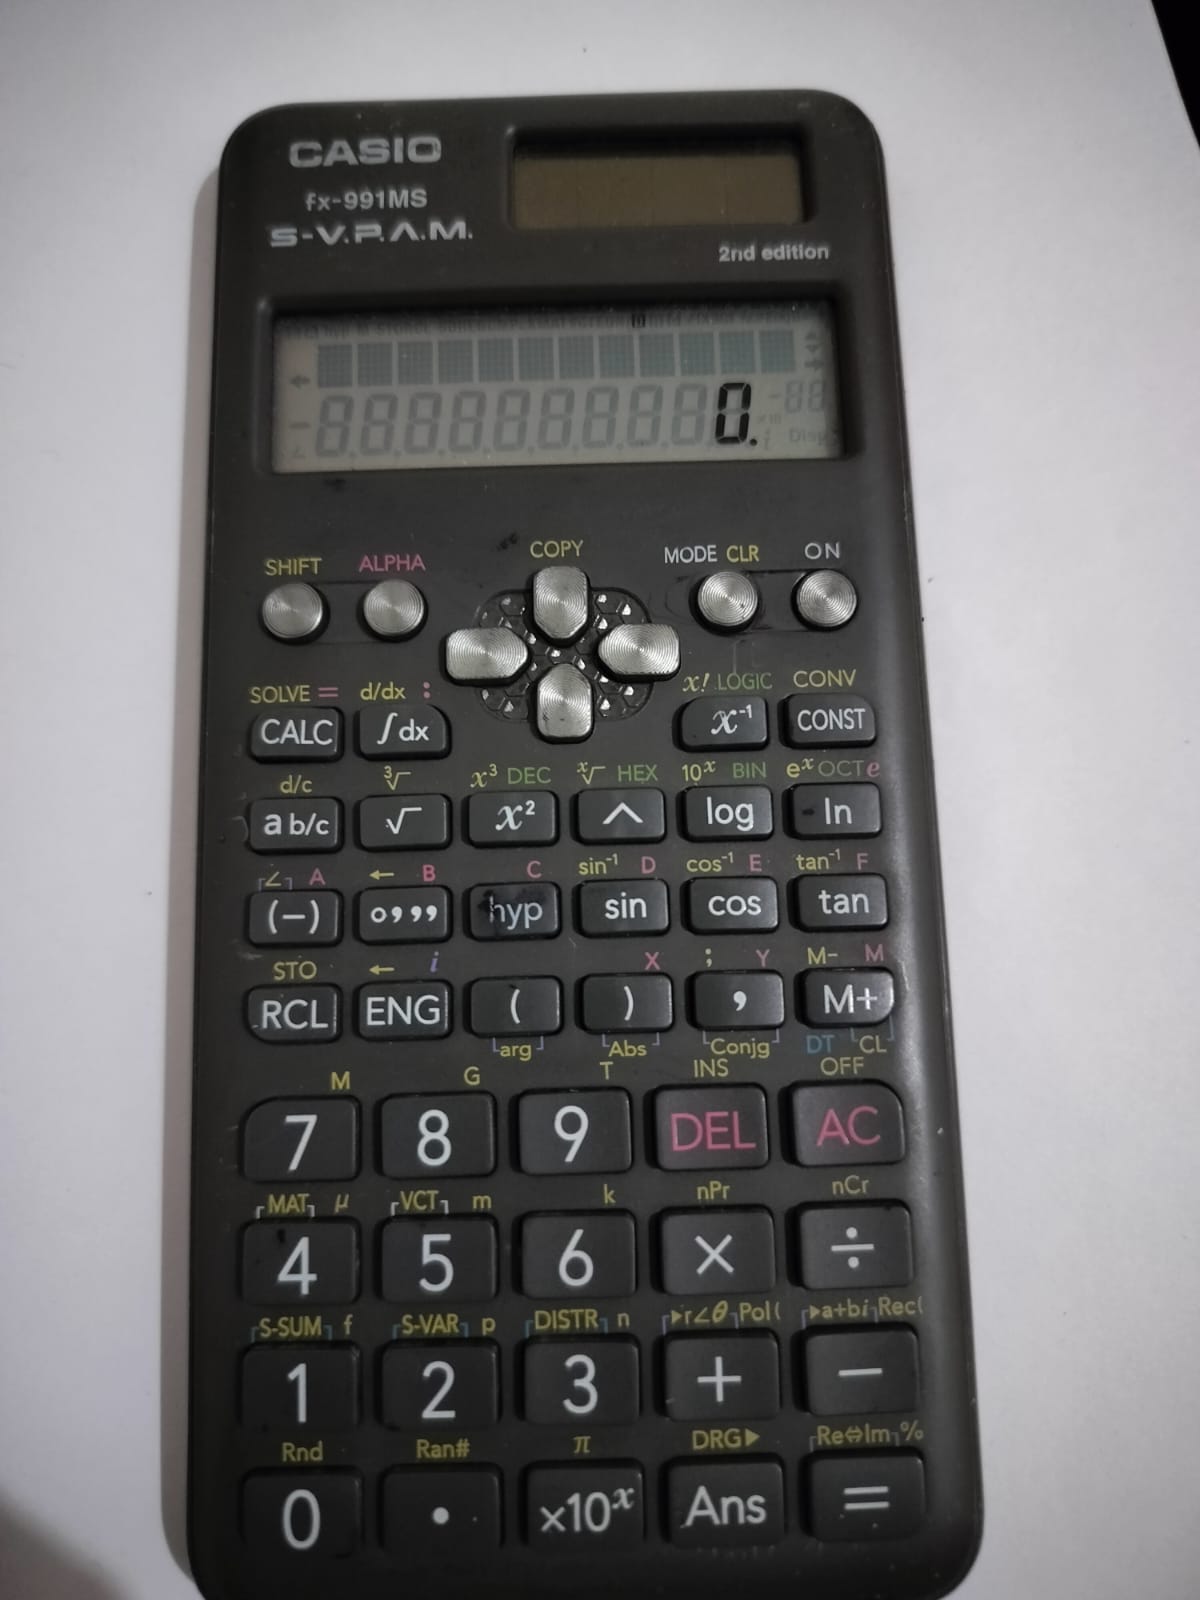 CASIO
fx-991MS
S-V.P.A.M.
2nd edition
0.
SHIFT ALPHA COPY MODE CLR ON
SOLVE = d/dx : x! LOGIC CONV
CALC ∫dx x⁻¹ CONST
d/c ³√ x³ DEC ˣ√ HEX 10ˣ BIN eˣ OCT e
a b/c √ x² ^ log ln
∠ A ← B C sin⁻¹ D cos⁻¹ E tan⁻¹ F
(−) o,,, hyp sin cos tan
STO ← i X ; Y M− M
RCL ENG ( ) , M+
arg Abs Conjg DT CL
M G T INS OFF
7 8 9 DEL AC
MAT μ VCT m k nPr nCr
4 5 6 × ÷
S-SUM f S-VAR p DISTR n ▶r∠θ Pol( ▶a+bi Rec(
1 2 3 + −
Rnd Ran# π DRG▶ Re⇔Im %
0 • ×10ˣ Ans =